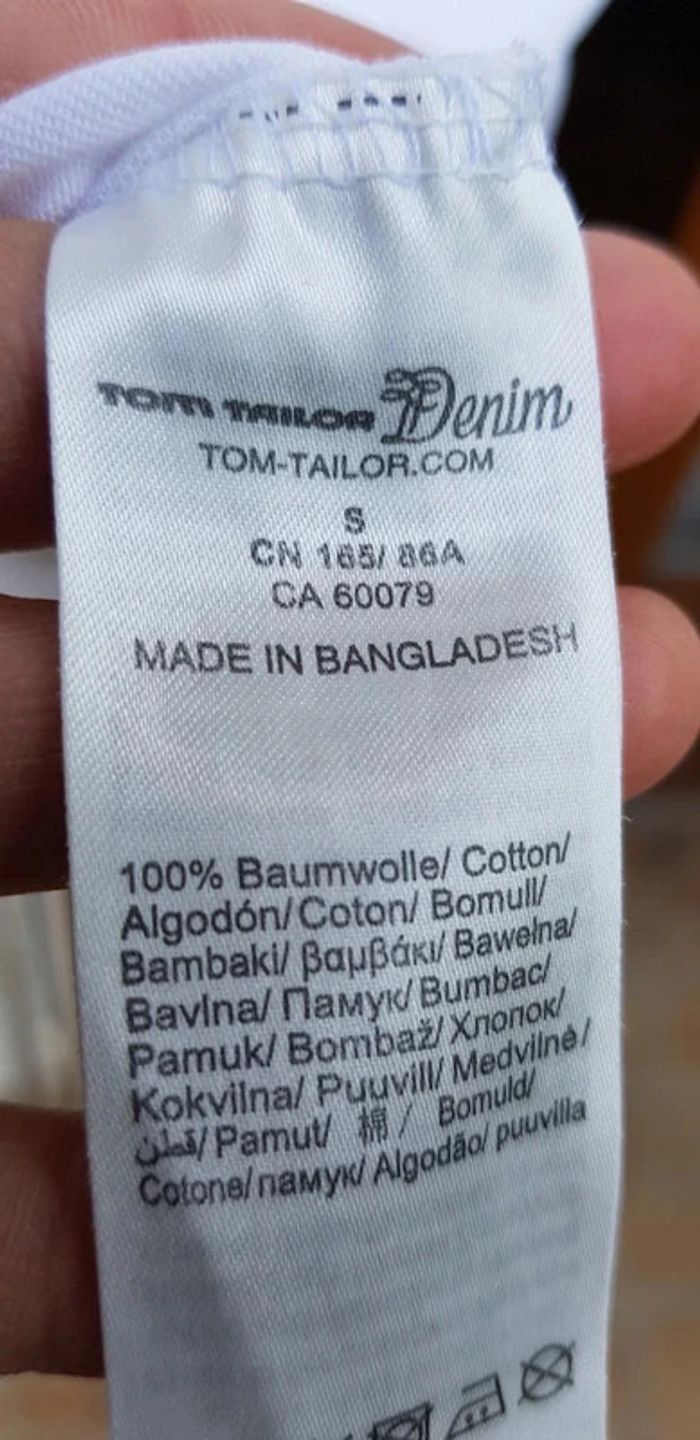 TOM TAILOR Denim
TOM-TAILOR.COM
S
CN 165/ 86A
CA 60079
MADE IN BANGLADESH
100% Baumwolle/ Cotton/
Algodón/ Coton/ Bomull/
Bambaki/ βαμβάκι/ Bawełna/
Bavlna/ Памук/ Bumbac/
Pamuk/ Bombaž/ Хлопок/
Kokvilna/ Puuvill/ Medvilnė/
قطن/ Pamut/ 棉 / Bomuld/
Cotone/ памук/ Algodão/ puuvilla